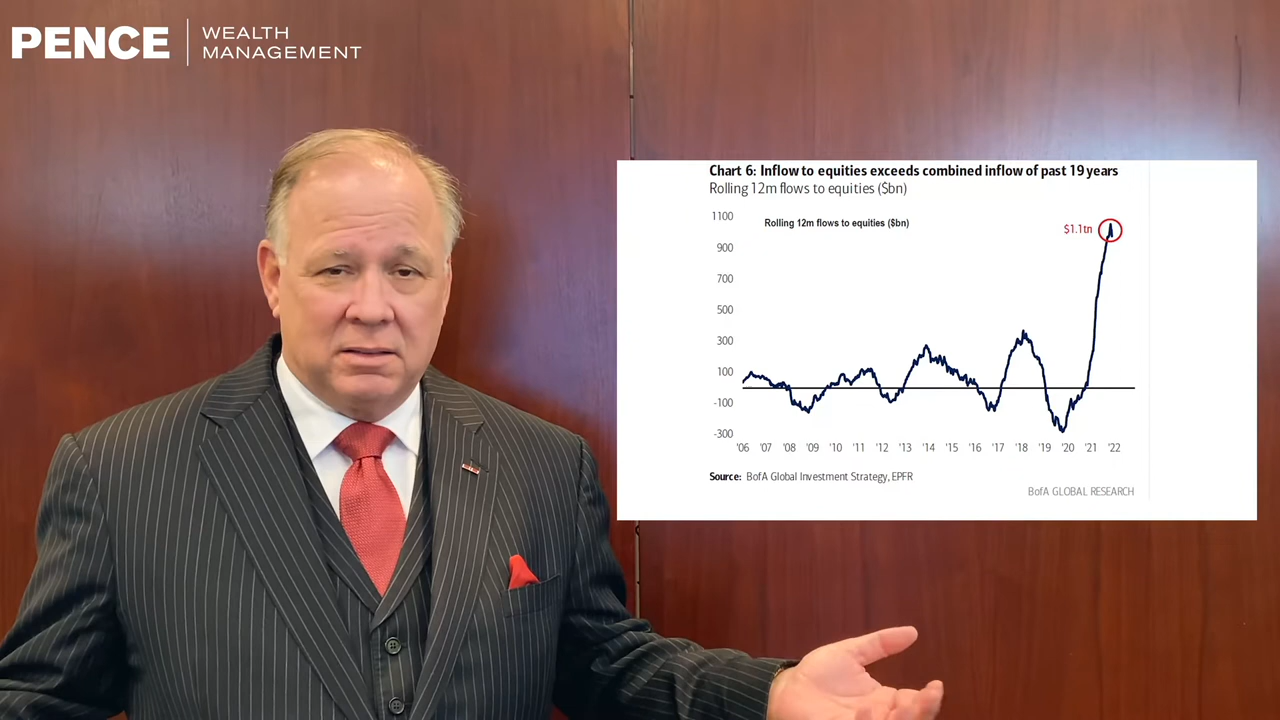 PENCE
WEALTH
MANAGEMENT
Chart 6: Inflow to equities exceeds combined inflow of past 19 years
Rolling 12m flows to equities ($bn)
Rolling 12m flows to equities ($bn)
$1.1tn
1100
900
700
500
300
100
-100
-300
'06 '07 '08 '09 '10 '11 '12 '13 '14 '15 '16 '17 '18 '19 '20 '21 '22
Source: BofA Global Investment Strategy, EPFR
BofA GLOBAL RESEARCH